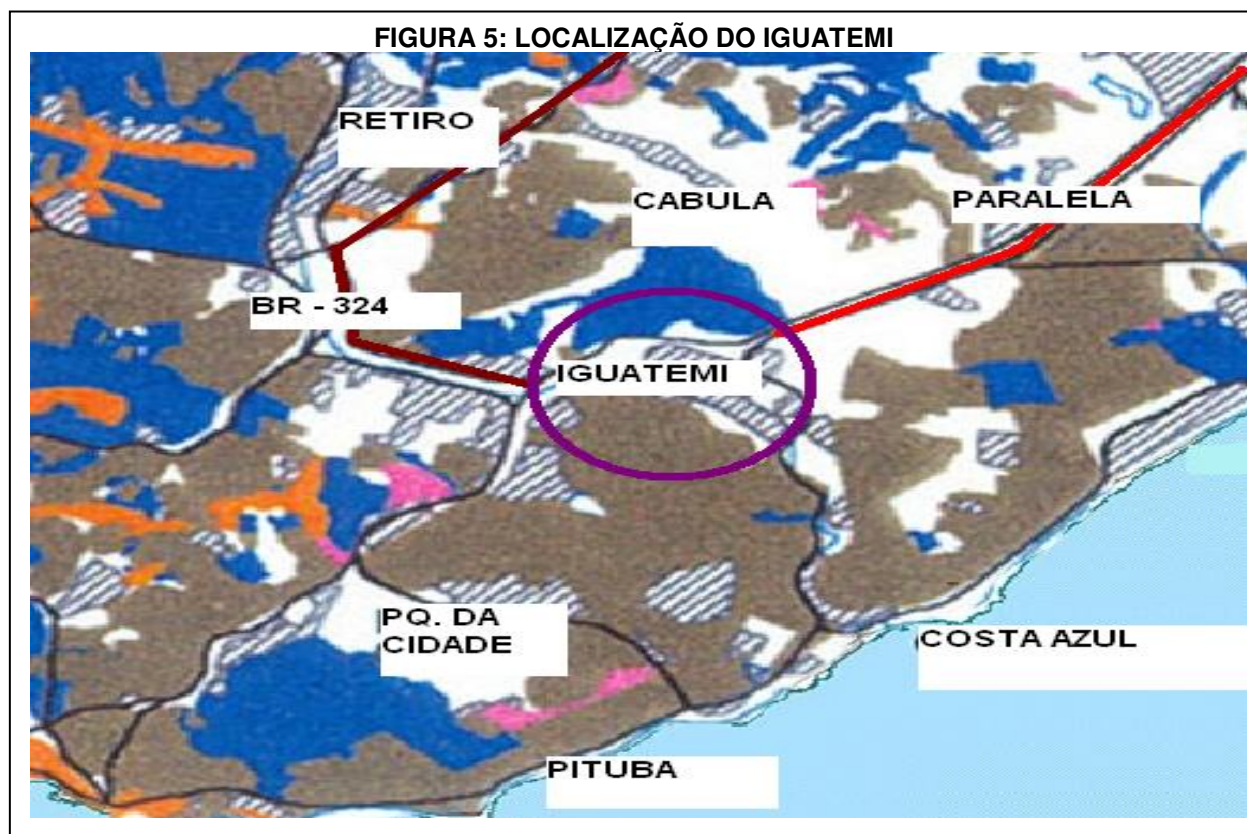 FIGURA 5: LOCALIZAÇÃO DO IGUATEMI
RETIRO
CABULA
PARALELA
BR - 324
IGUATEMI
PQ. DA
CIDADE
COSTA AZUL
PITUBA